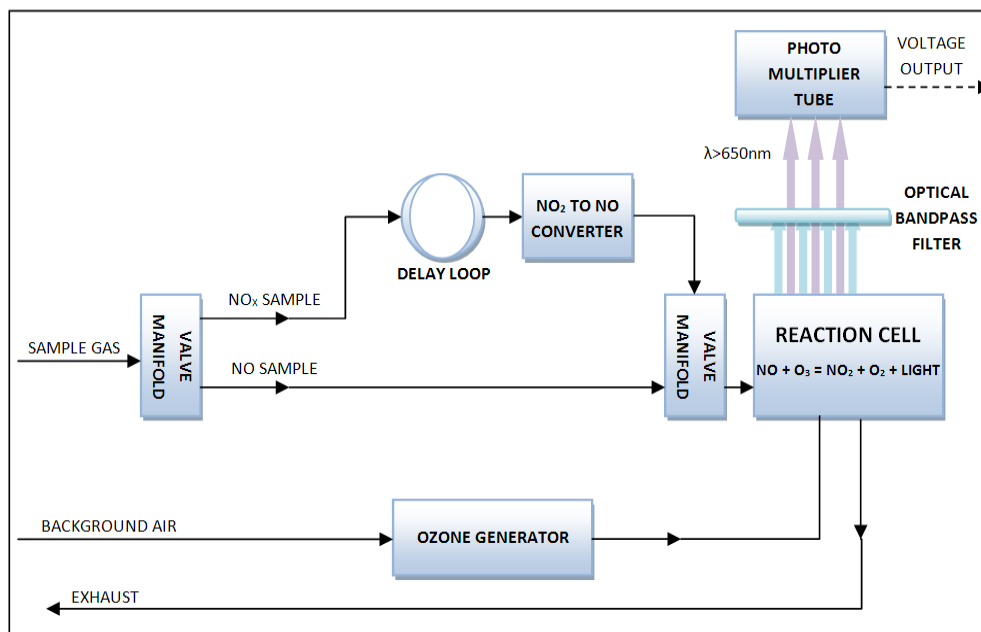 PHOTO
MULTIPLIER
TUBE
VOLTAGE
OUTPUT
λ>650nm
OPTICAL
BANDPASS
FILTER
NO₂ TO NO
CONVERTER
DELAY LOOP
NOₓ SAMPLE
SAMPLE GAS
VALVE
MANIFOLD
NO SAMPLE
VALVE
MANIFOLD
REACTION CELL
NO + O₃ = NO₂ + O₂ + LIGHT
BACKGROUND AIR
OZONE GENERATOR
EXHAUST